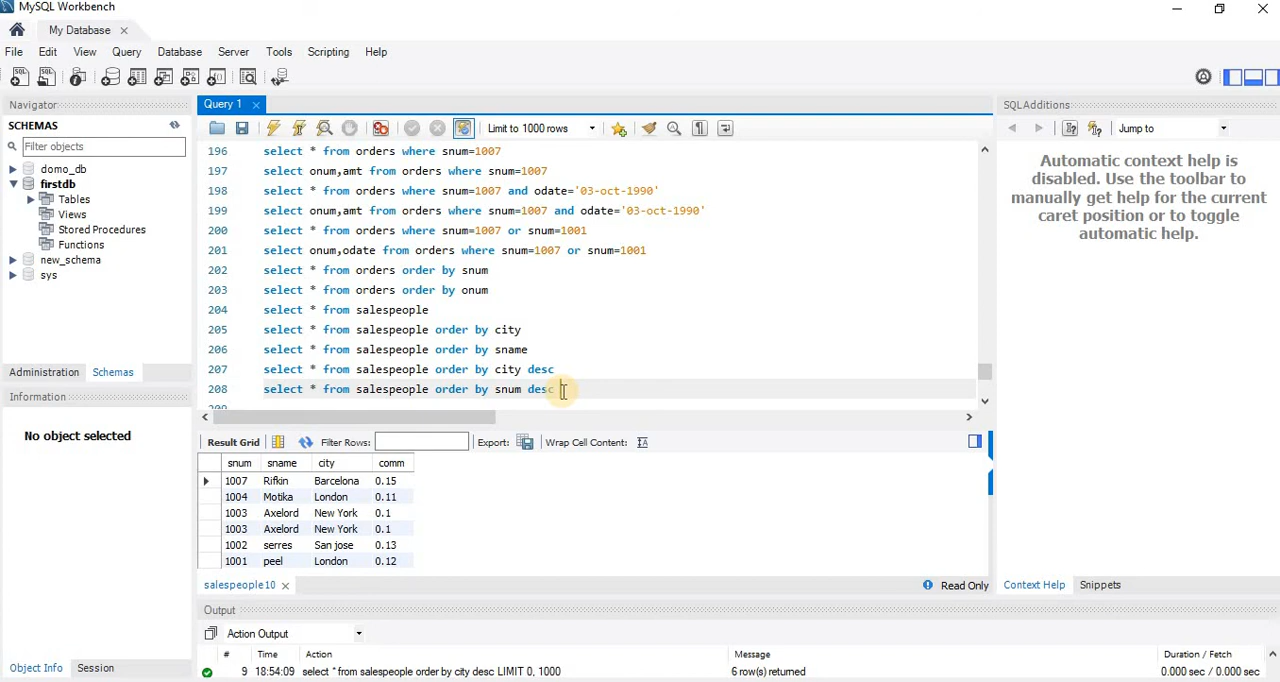 MySQL Workbench
My Database
File Edit View Query Database Server Tools Scripting Help
Navigator
SCHEMAS
Filter objects
domo_db
firstdb
Tables
Views
Stored Procedures
Functions
new_schema
sys
Administration Schemas
Information
No object selected
Object Info Session
Query 1
Limit to 1000 rows
196 select * from orders where snum=1007
197 select onum,amt from orders where snum=1007
198 select * from orders where snum=1007 and odate='03-oct-1990'
199 select onum,amt from orders where snum=1007 and odate='03-oct-1990'
200 select * from orders where snum=1007 or snum=1001
201 select onum,odate from orders where snum=1007 or snum=1001
202 select * from orders order by snum
203 select * from orders order by onum
204 select * from salespeople
205 select * from salespeople order by city
206 select * from salespeople order by sname
207 select * from salespeople order by city desc
208 select * from salespeople order by snum desc
Result Grid Filter Rows: Export: Wrap Cell Content:
snum sname city comm
1007 Rifkin Barcelona 0.15
1004 Motika London 0.11
1003 Axelord New York 0.1
1003 Axelord New York 0.1
1002 serres San jose 0.13
1001 peel London 0.12
salespeople10
Read Only
Output
Action Output
# Time Action Message Duration / Fetch
9 18:54:09 select * from salespeople order by city desc LIMIT 0, 1000 6 row(s) returned 0.000 sec / 0.000 sec
SQLAdditions
Jump to
Automatic context help is
disabled. Use the toolbar to
manually get help for the current
caret position or to toggle
automatic help.
Context Help Snippets